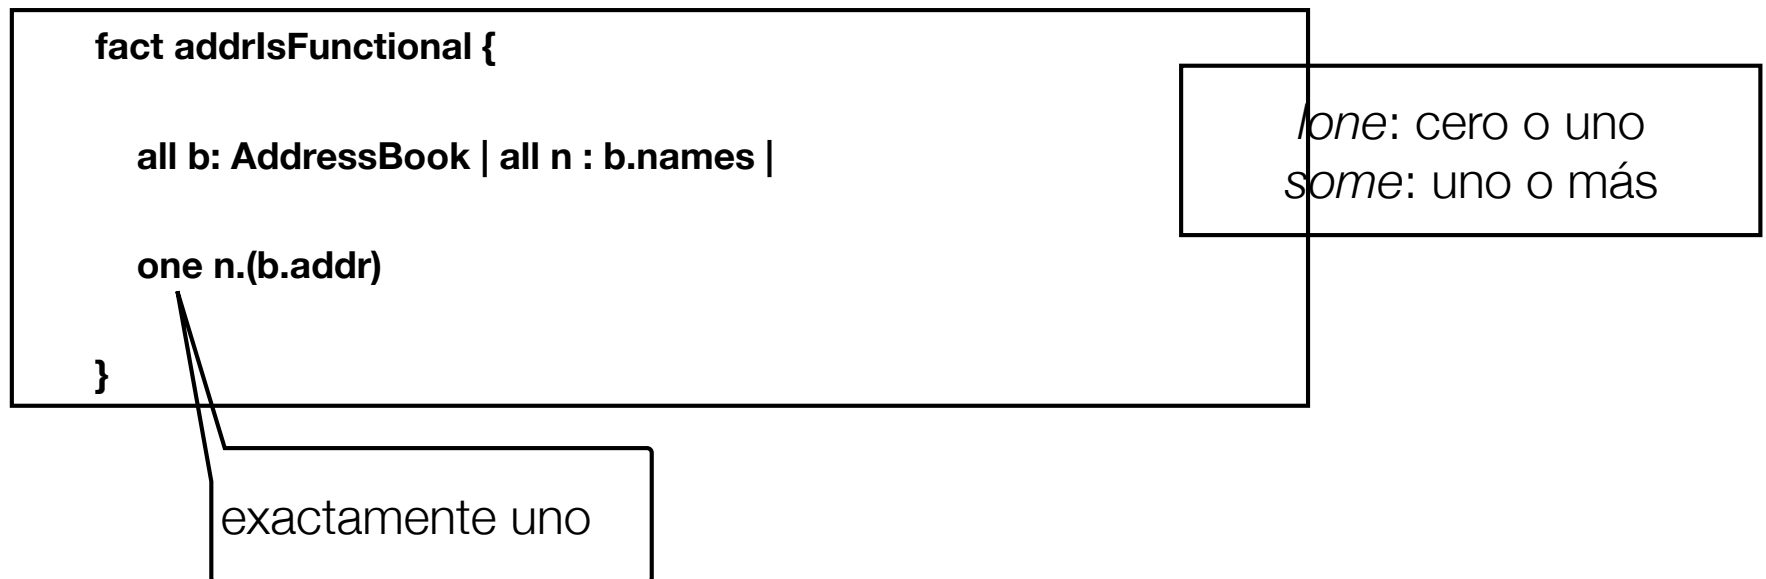 fact addrIsFunctional {
all b: AddressBook | all n : b.names |
one n.(b.addr)
}
lone: cero o uno
some: uno o más
exactamente uno